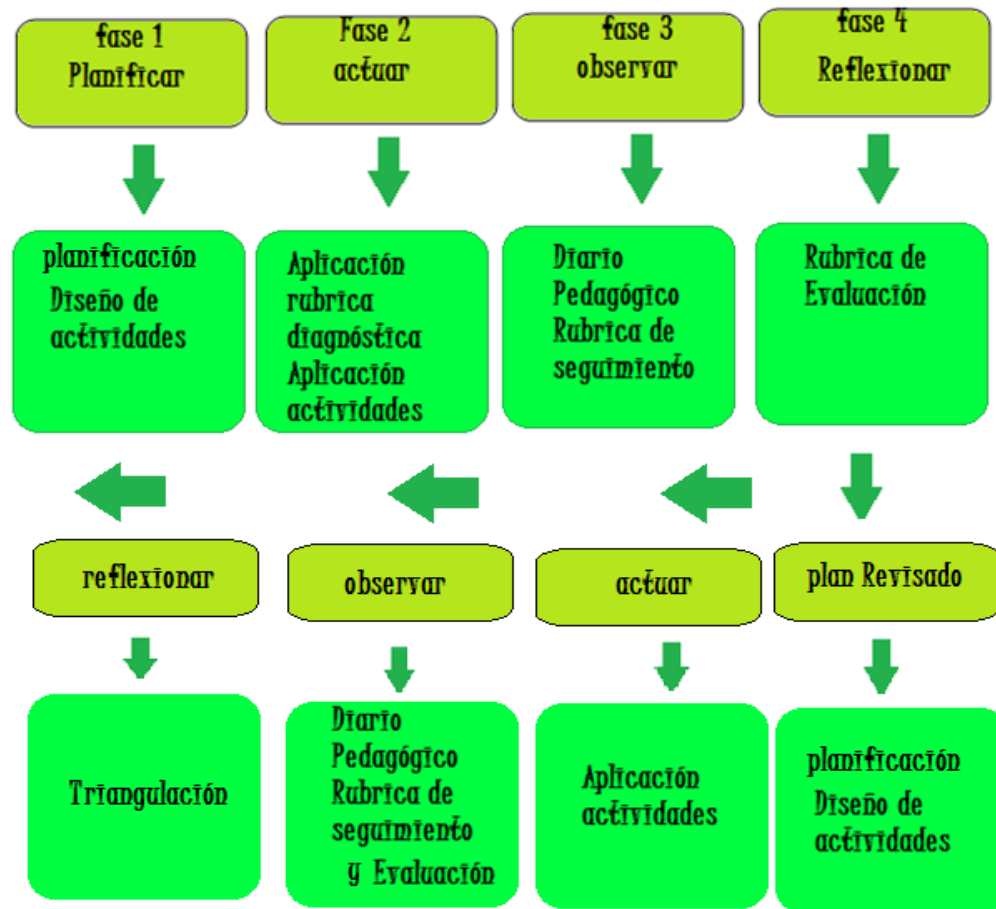 fase 1
Planificar
Fase 2
actuar
fase 3
observar
fase 4
Reflexionar
planificación
Diseño de
actividades
Aplicación
rubrica
diagnóstica
Aplicación
actividades
Diario
Pedagógico
Rubrica de
seguimiento
Rubrica de
Evaluación
reflexionar
observar
actuar
plan Revisado
Triangulación
Diario
Pedagógico
Rubrica de
seguimiento
y Evaluación
Aplicación
actividades
planificación
Diseño de
actividades